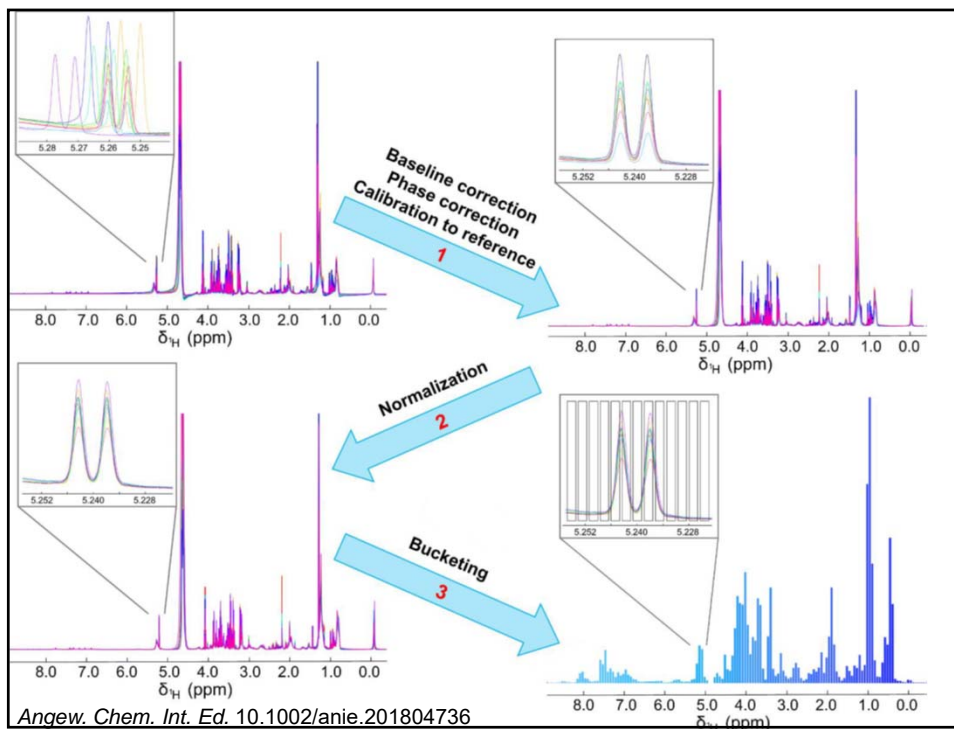 5.28 5.27 5.26 5.25
8.0 7.0 6.0 5.0 4.0 3.0 2.0 1.0 0.0
δ¹H (ppm)
Baseline correction
Phase correction
Calibration to reference
1
5.252 5.240 5.228
8.0 7.0 6.0 5.0 4.0 3.0 2.0 1.0 0.0
δ¹H (ppm)
Normalization
2
5.252 5.240 5.228
8.0 7.0 6.0 5.0 4.0 3.0 2.0 1.0 0.0
δ¹H (ppm)
Bucketing
3
5.252 5.240 5.228
8.0 7.0 6.0 5.0 4.0 3.0 2.0 1.0 0.0
δ¹H (ppm)
Angew. Chem. Int. Ed. 10.1002/anie.201804736